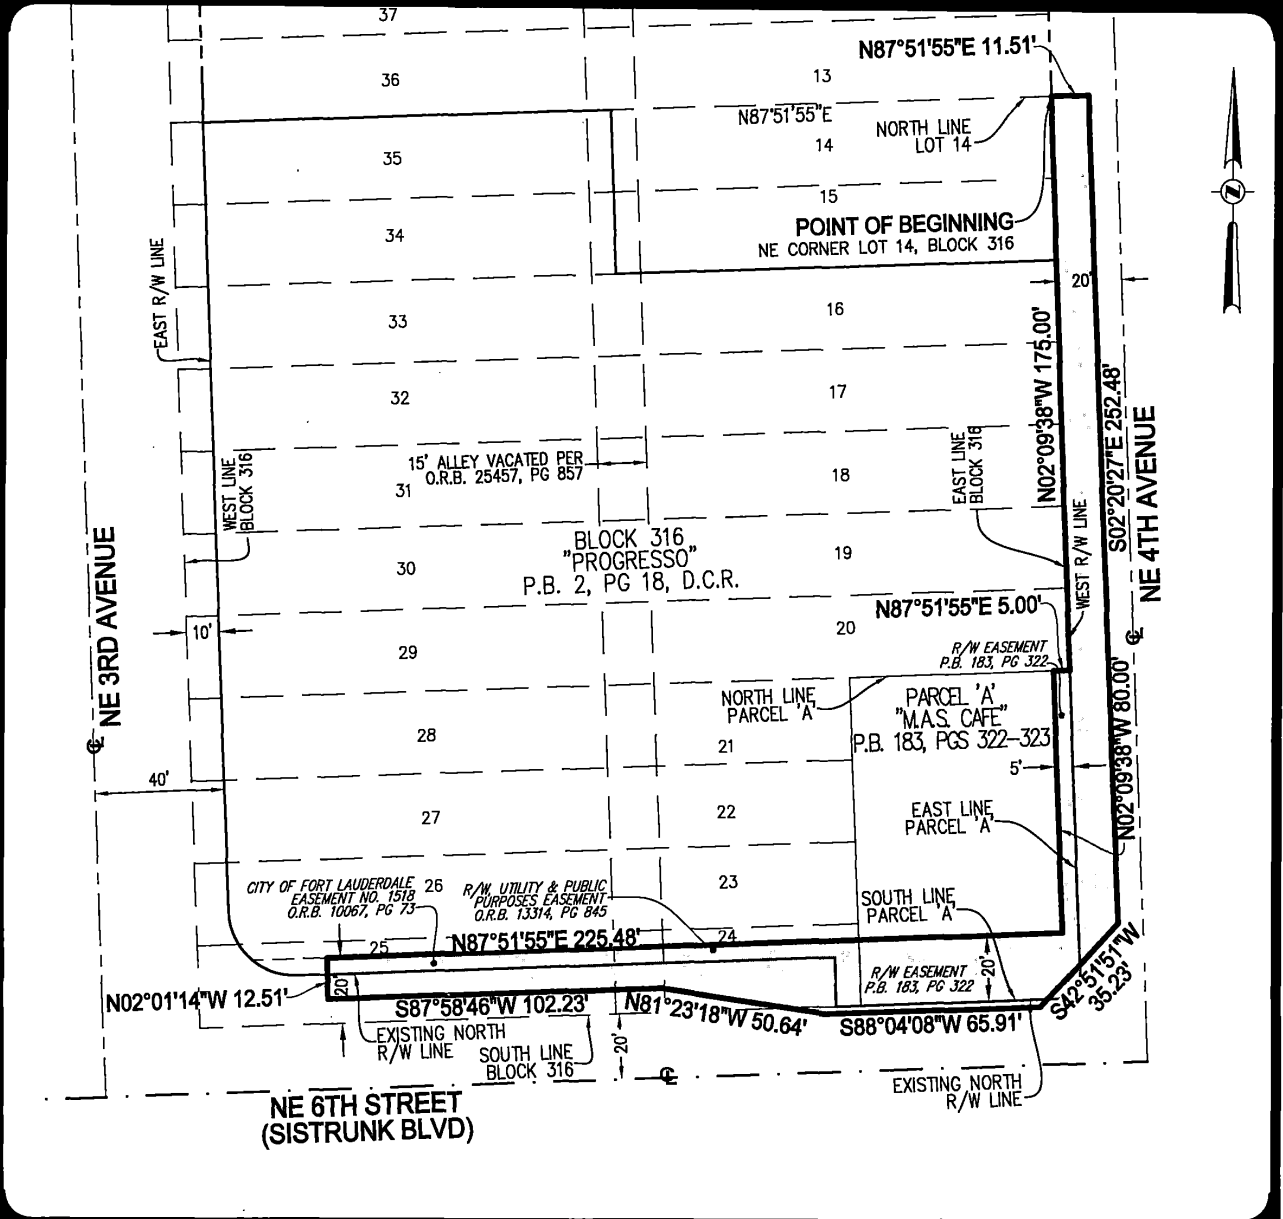 37
36
13
N87°51'55"E 11.51'
N87°51'55"E
NORTH LINE
LOT 14
35
14
15
34
POINT OF BEGINNING
NE CORNER LOT 14, BLOCK 316
Z
EAST R/W LINE
20'
33
16
N02°09'38"W 175.00'
S02°20'27"E 252.48'
32
17
WEST LINE
BLOCK 316
15' ALLEY VACATED PER
O.R.B. 25457, PG 857
31
18
EAST LINE
BLOCK 316
NE 4TH AVENUE
WEST R/W LINE
BLOCK 316
"PROGRESSO"
P.B. 2, PG 18, D.C.R.
30
19
NE 3RD AVENUE
N87°51'55"E 5.00'
10'
20
29
R/W EASEMENT
P.B. 183, PG 322
NORTH LINE
PARCEL 'A'
PARCEL 'A'
"M.A.S. CAFE"
P.B. 183, PGS 322-323
N02°09'38"W 80.00'
28
21
40'
5'
27
22
EAST LINE
PARCEL 'A'
CITY OF FORT LAUDERDALE
EASEMENT NO. 1518
O.R.B. 10067, PG 73
26
R/W, UTILITY & PUBLIC
PURPOSES EASEMENT
O.R.B. 13314, PG 845
23
SOUTH LINE
PARCEL 'A'
25
N87°51'55"E 225.48'
24
R/W EASEMENT
P.B. 183, PG 322
20'
S42°51'51"W
35.23'
N02°01'14"W 12.51'
20'
S87°58'46"W 102.23'
N81°23'18"W 50.64'
S88°04'08"W 65.91'
EXISTING NORTH
R/W LINE
SOUTH LINE
BLOCK 316
20'
EXISTING NORTH
R/W LINE
NE 6TH STREET
(SISTRUNK BLVD)